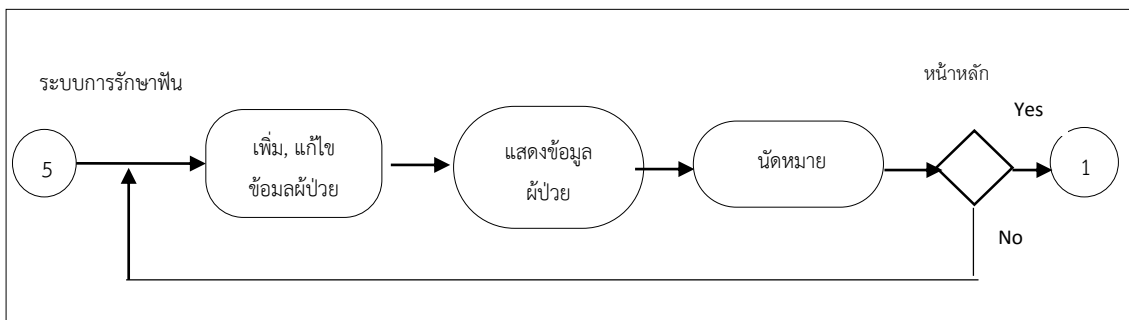 ระบบการรักษาฟัน
หน้าหลัก
Yes
5
เพิ่ม, แก้ไข
ข้อมลผ้ป่วย
แสดงข้อมูล
ผ้ป่วย
นัดหมาย
1
No